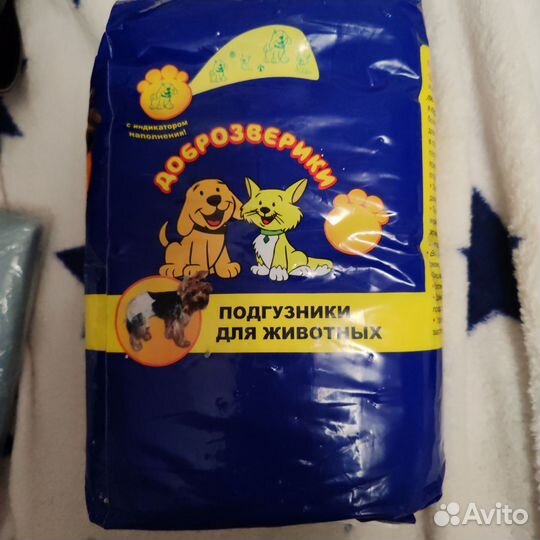 с индикатором
наполнения!
ДОБРОЗВЕРИКИ
ПОДГУЗНИКИ
ДЛЯ ЖИВОТНЫХ
Avito